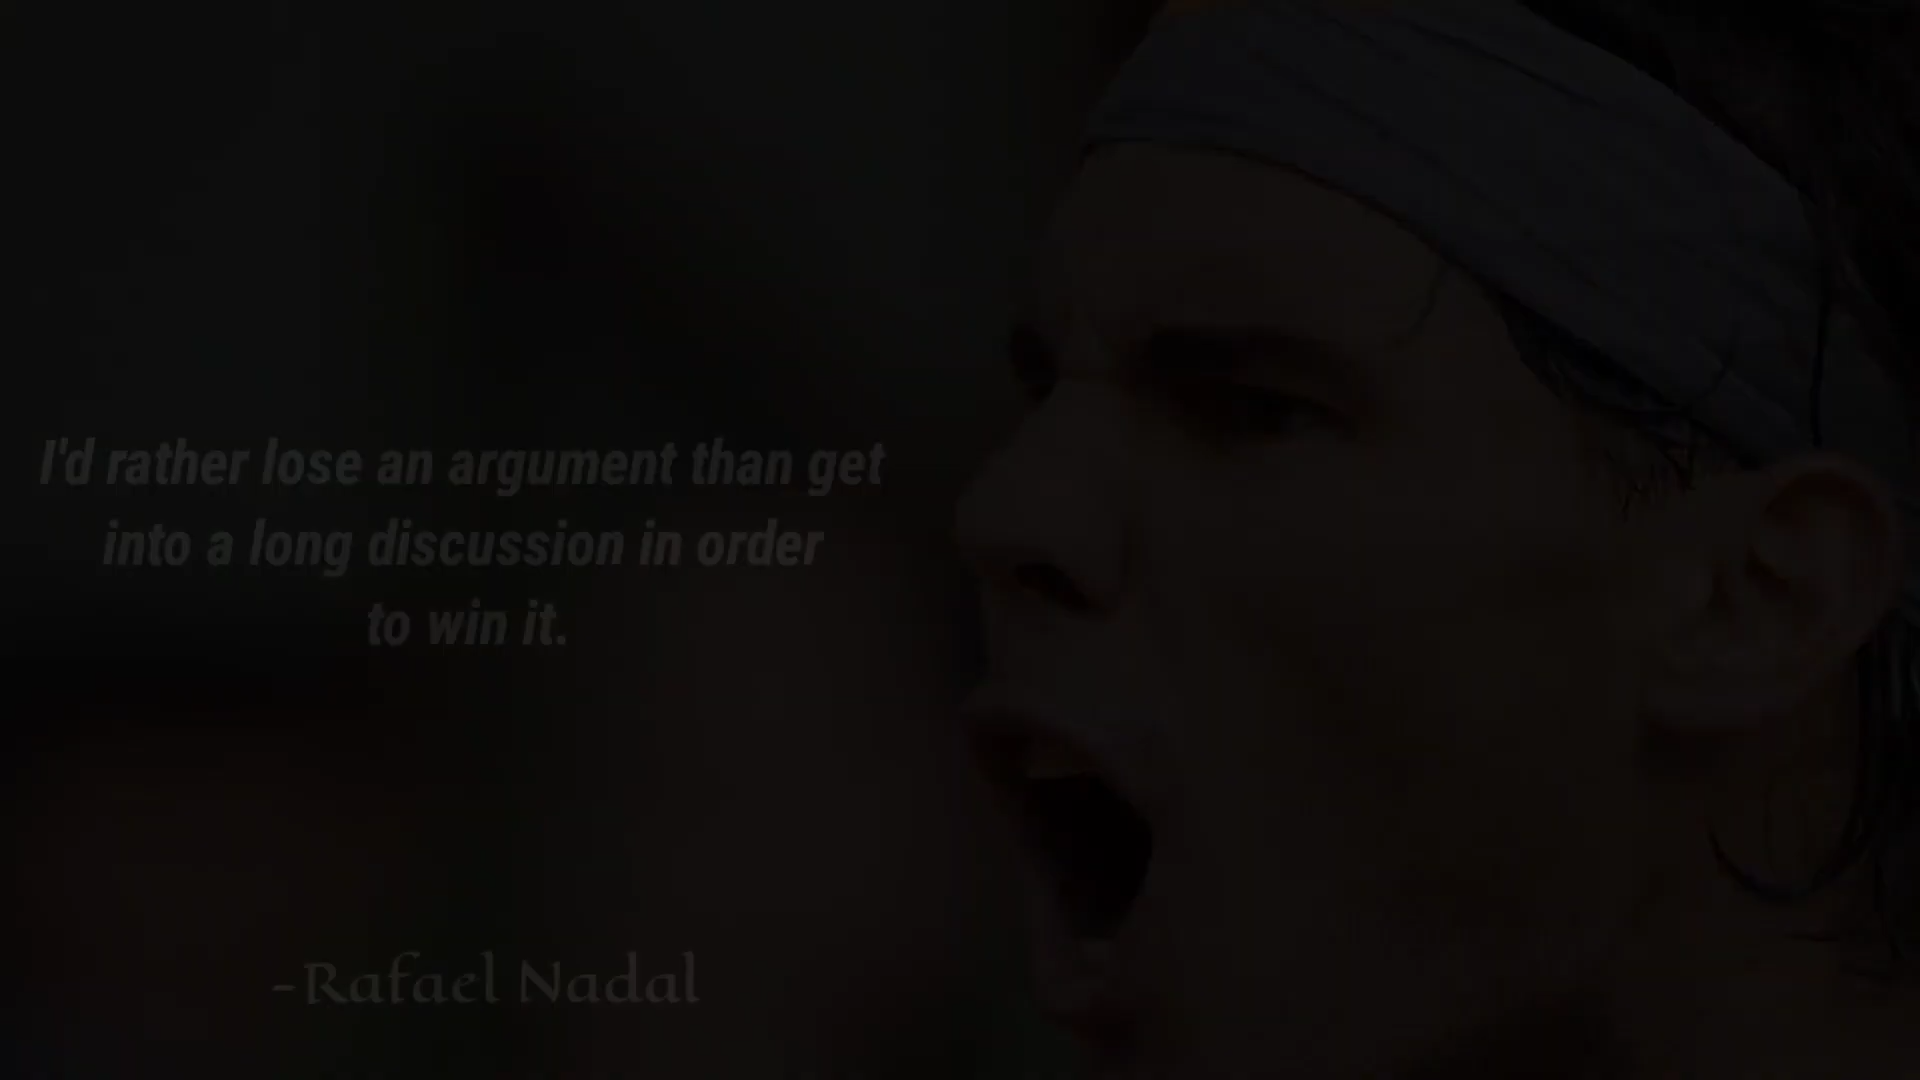 I'd rather lose an argument than get
into a long discussion in order
to win it.
-Rafael Nadal